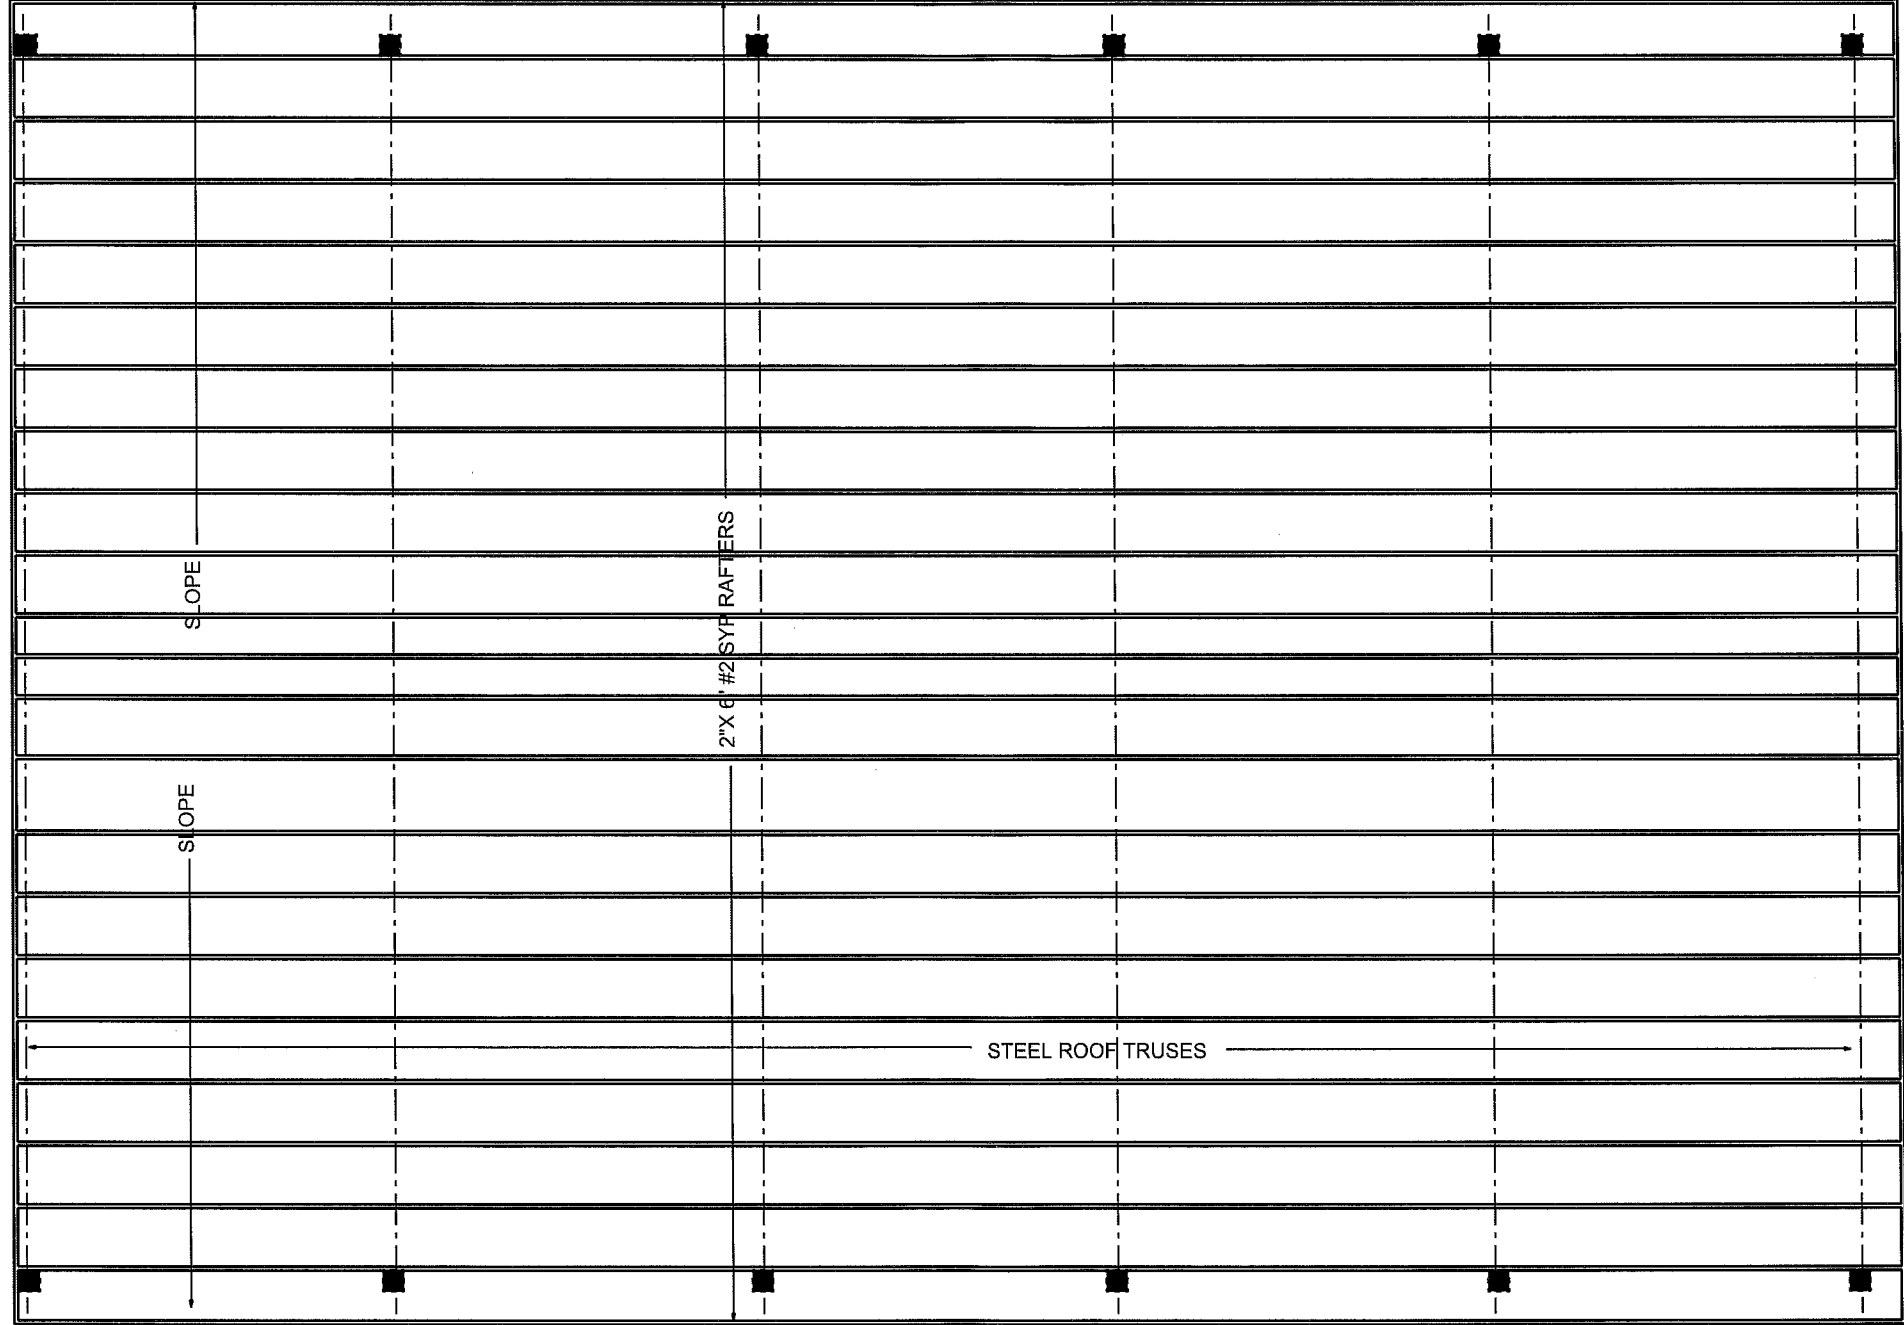 SLOPE
2"X 6" #2 SYP RAFTERS
SLOPE
STEEL ROOF TRUSES